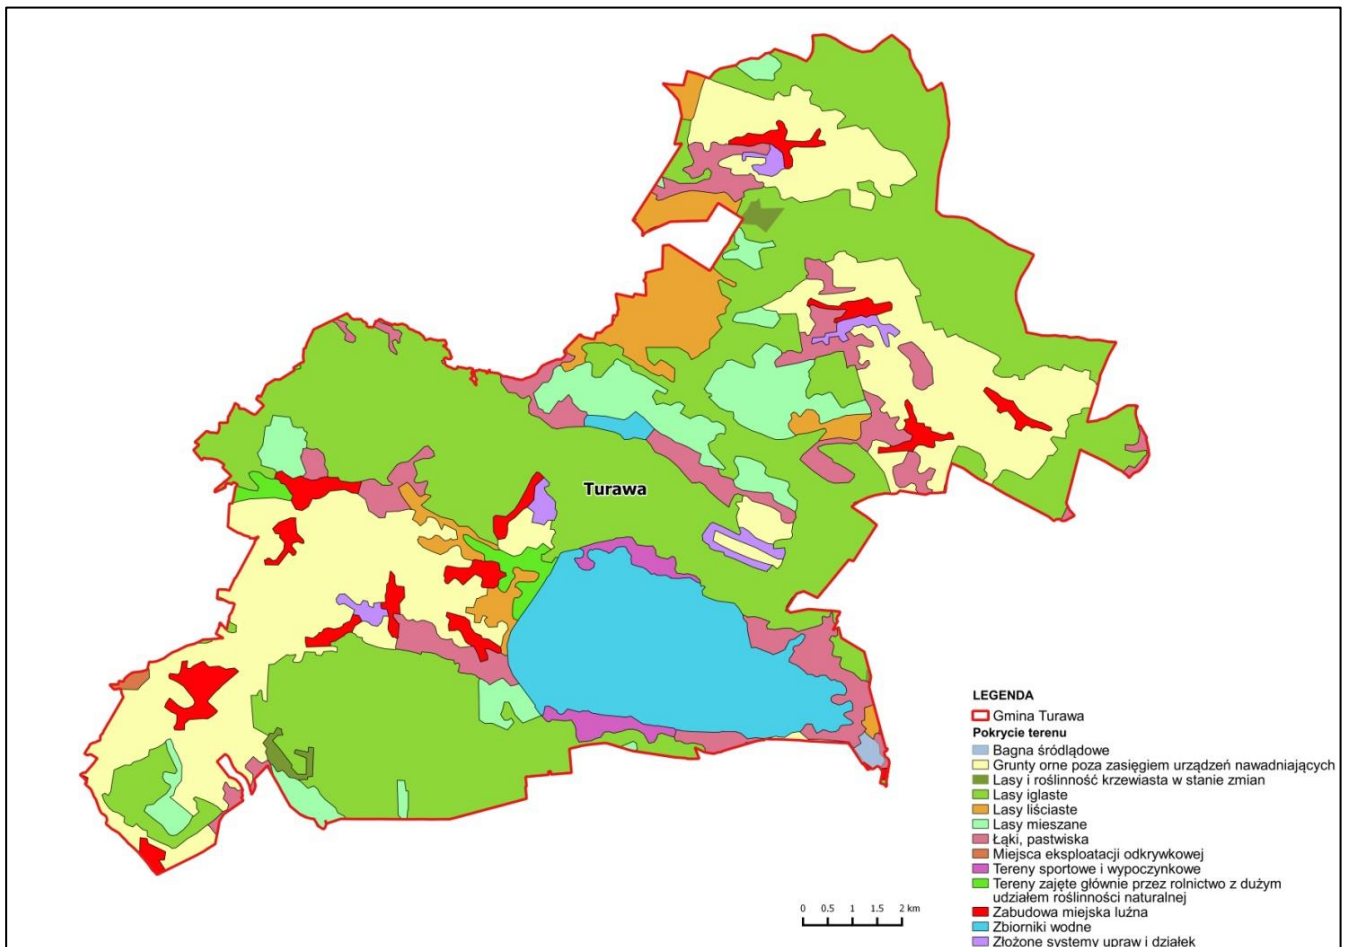 Turawa
LEGENDA
Gmina Turawa
Pokrycie terenu
Bagna śródlądowe
Grunty orne poza zasięgiem urządzeń nawadniających
Lasy i roślinność krzewiasta w stanie zmian
Lasy iglaste
Lasy liściaste
Lasy mieszane
Łąki, pastwiska
Miejsca eksploatacji odkrywkowej
Tereny sportowe i wypoczynkowe
Tereny zajęte głównie przez rolnictwo z dużym
udziałem roślinności naturalnej
Zabudowa miejska luźna
Zbiorniki wodne
Złożone systemy upraw i działek
0 0.5 1 1.5 2 km